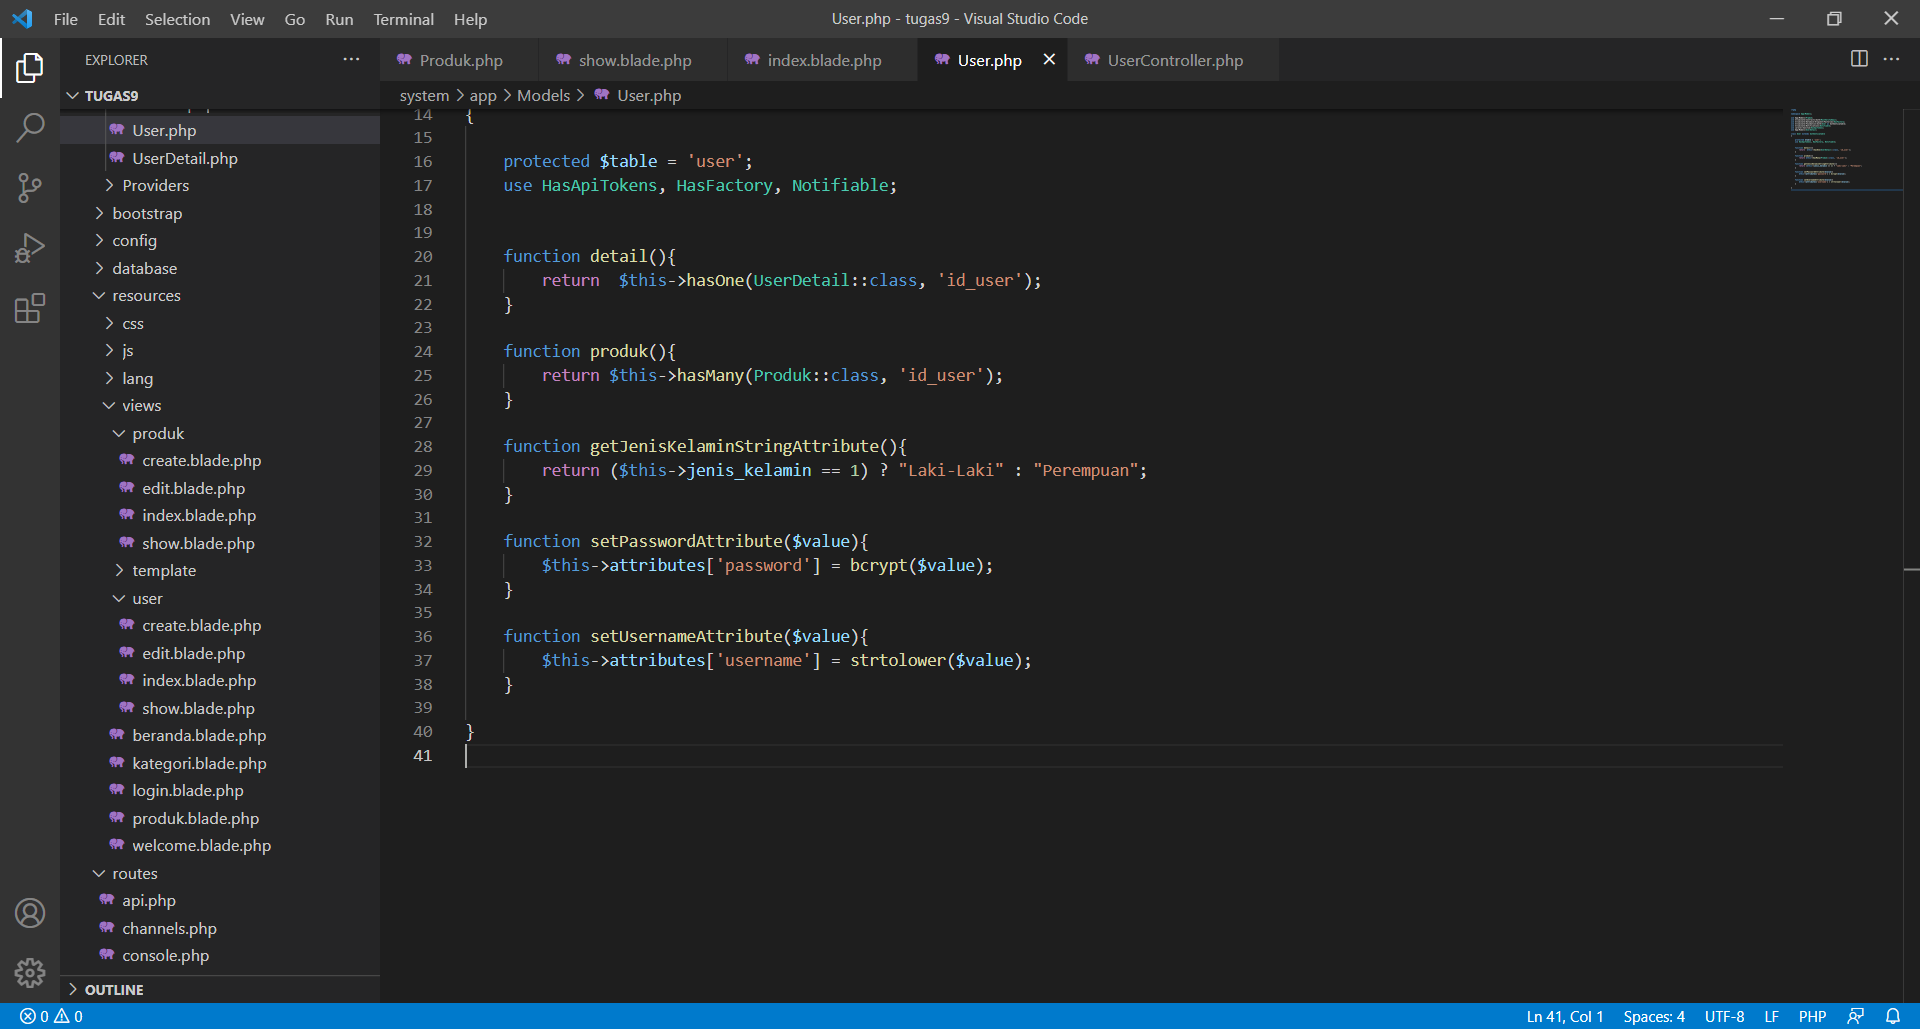 File Edit Selection View Go Run Terminal Help
User.php - tugas9 - Visual Studio Code
EXPLORER
TUGAS9
User.php
UserDetail.php
Providers
bootstrap
config
database
resources
css
js
lang
views
produk
create.blade.php
edit.blade.php
index.blade.php
show.blade.php
template
user
create.blade.php
edit.blade.php
index.blade.php
show.blade.php
beranda.blade.php
kategori.blade.php
login.blade.php
produk.blade.php
welcome.blade.php
routes
api.php
channels.php
console.php
OUTLINE
Produk.php show.blade.php index.blade.php User.php UserController.php
system > app > Models > User.php
14 {
15
16 protected $table = 'user';
17 use HasApiTokens, HasFactory, Notifiable;
18
19
20 function detail(){
21 return  $this->hasOne(UserDetail::class, 'id_user');
22 }
23
24 function produk(){
25 return $this->hasMany(Produk::class, 'id_user');
26 }
27
28 function getJenisKelaminStringAttribute(){
29 return ($this->jenis_kelamin == 1) ? "Laki-Laki" : "Perempuan";
30 }
31
32 function setPasswordAttribute($value){
33 $this->attributes['password'] = bcrypt($value);
34 }
35
36 function setUsernameAttribute($value){
37 $this->attributes['username'] = strtolower($value);
38 }
39
40 }
41
0 0
Ln 41, Col 1 Spaces: 4 UTF-8 LF PHP